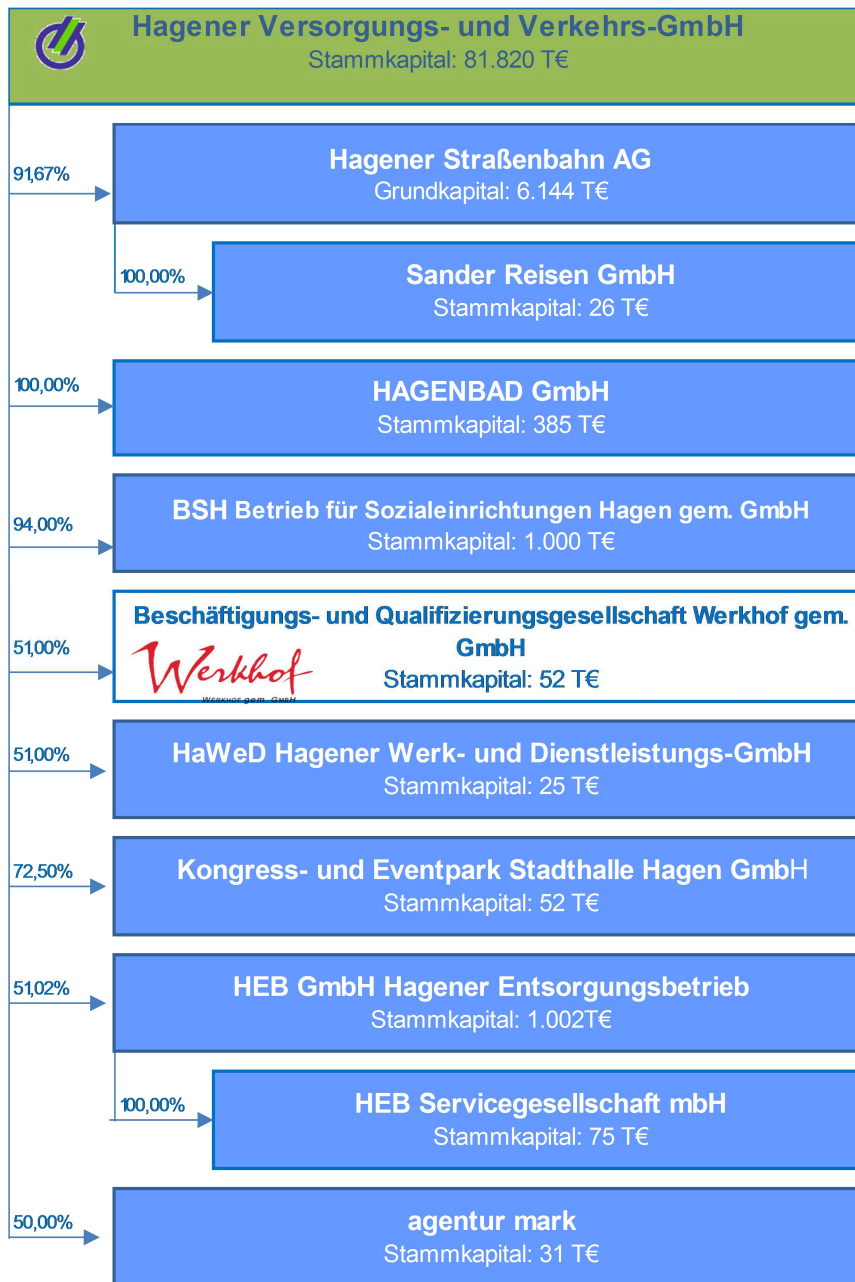 Hagener Versorgungs- und Verkehrs-GmbH
Stammkapital: 81.820 T€
91,67%
Hagener Straßenbahn AG
Grundkapital: 6.144 T€
100,00%
Sander Reisen GmbH
Stammkapital: 26 T€
100,00%
HAGENBAD GmbH
Stammkapital: 385 T€
94,00%
BSH Betrieb für Sozialeinrichtungen Hagen gem. GmbH
Stammkapital: 1.000 T€
51,00%
Beschäftigungs- und Qualifizierungsgesellschaft Werkhof gem.
GmbH
Stammkapital: 52 T€
Werkhof
WERKHOF gem. GmbH
51,00%
HaWeD Hagener Werk- und Dienstleistungs-GmbH
Stammkapital: 25 T€
72,50%
Kongress- und Eventpark Stadthalle Hagen GmbH
Stammkapital: 52 T€
51,02%
HEB GmbH Hagener Entsorgungsbetrieb
Stammkapital: 1.002T€
100,00%
HEB Servicegesellschaft mbH
Stammkapital: 75 T€
50,00%
agentur mark
Stammkapital: 31 T€